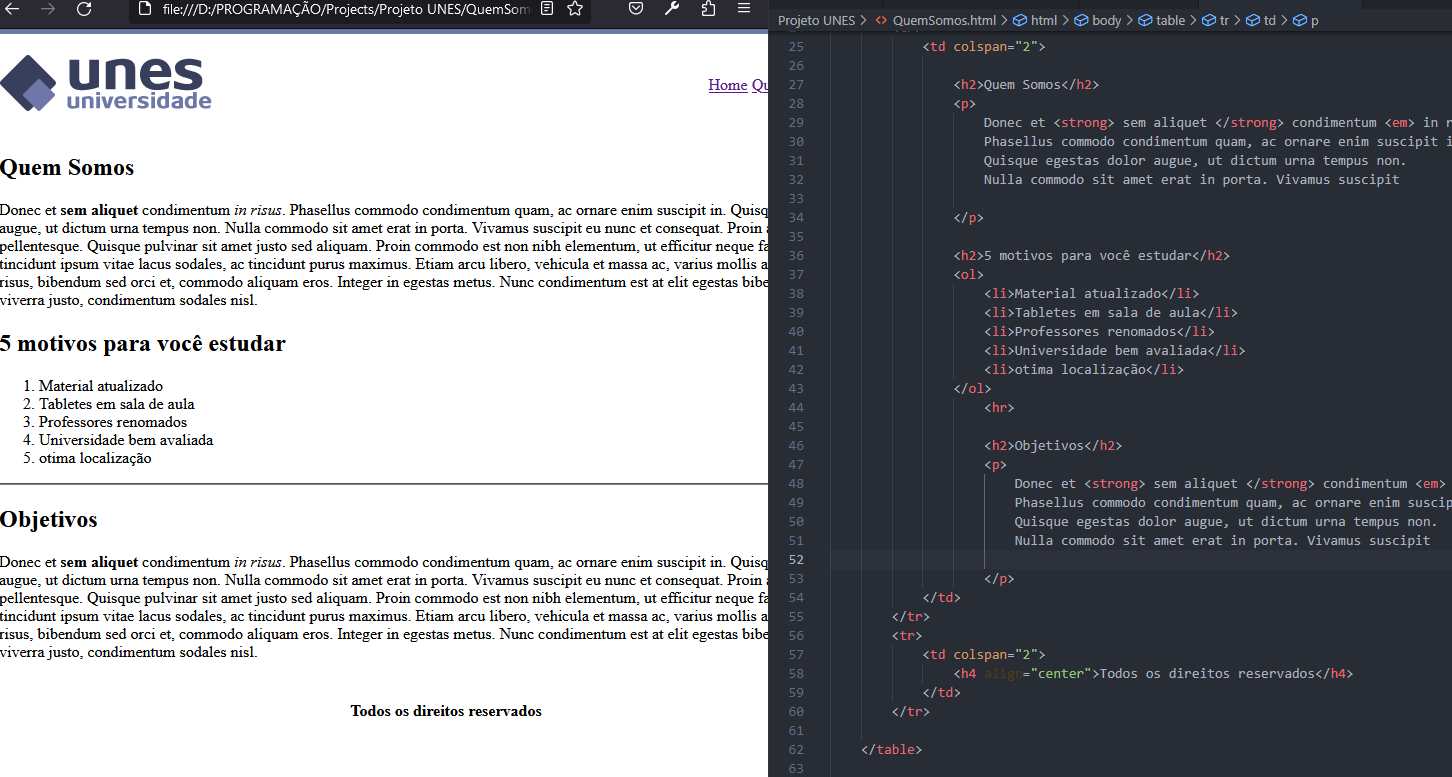 file:///D:/PROGRAMAÇÃO/Projects/Projeto UNES/QuemSom
unes
universidade
Home Qu
Quem Somos
Donec et sem aliquet condimentum in risus. Phasellus commodo condimentum quam, ac ornare enim suscipit in. Quisq
augue, ut dictum urna tempus non. Nulla commodo sit amet erat in porta. Vivamus suscipit eu nunc et consequat. Proin a
pellentesque. Quisque pulvinar sit amet justo sed aliquam. Proin commodo est non nibh elementum, ut efficitur neque fa
tincidunt ipsum vitae lacus sodales, ac tincidunt purus maximus. Etiam arcu libero, vehicula et massa ac, varius mollis a
risus, bibendum sed orci et, commodo aliquam eros. Integer in egestas metus. Nunc condimentum est at elit egestas bibe
viverra justo, condimentum sodales nisl.
5 motivos para você estudar
1. Material atualizado
2. Tabletes em sala de aula
3. Professores renomados
4. Universidade bem avaliada
5. otima localização
Objetivos
Donec et sem aliquet condimentum in risus. Phasellus commodo condimentum quam, ac ornare enim suscipit in. Quisq
augue, ut dictum urna tempus non. Nulla commodo sit amet erat in porta. Vivamus suscipit eu nunc et consequat. Proin a
pellentesque. Quisque pulvinar sit amet justo sed aliquam. Proin commodo est non nibh elementum, ut efficitur neque fa
tincidunt ipsum vitae lacus sodales, ac tincidunt purus maximus. Etiam arcu libero, vehicula et massa ac, varius mollis a
risus, bibendum sed orci et, commodo aliquam eros. Integer in egestas metus. Nunc condimentum est at elit egestas bibe
viverra justo, condimentum sodales nisl.
Todos os direitos reservados
Projeto UNES > QuemSomos.html > html > body > table > tr > td > p
25 <td colspan="2">
26
27 <h2>Quem Somos</h2>
28 <p>
29 Donec et <strong> sem aliquet </strong> condimentum <em> in r
30 Phasellus commodo condimentum quam, ac ornare enim suscipit i
31 Quisque egestas dolor augue, ut dictum urna tempus non.
32 Nulla commodo sit amet erat in porta. Vivamus suscipit
33
34 </p>
35
36 <h2>5 motivos para você estudar</h2>
37 <ol>
38 <li>Material atualizado</li>
39 <li>Tabletes em sala de aula</li>
40 <li>Professores renomados</li>
41 <li>Universidade bem avaliada</li>
42 <li>otima localização</li>
43 </ol>
44 <hr>
45
46 <h2>Objetivos</h2>
47 <p>
48 Donec et <strong> sem aliquet </strong> condimentum <em>
49 Phasellus commodo condimentum quam, ac ornare enim suscip
50 Quisque egestas dolor augue, ut dictum urna tempus non.
51 Nulla commodo sit amet erat in porta. Vivamus suscipit
52
53 </p>
54 </td>
55 </tr>
56 <tr>
57 <td colspan="2">
58 <h4 align="center">Todos os direitos reservados</h4>
59 </td>
60 </tr>
61
62 </table>
63